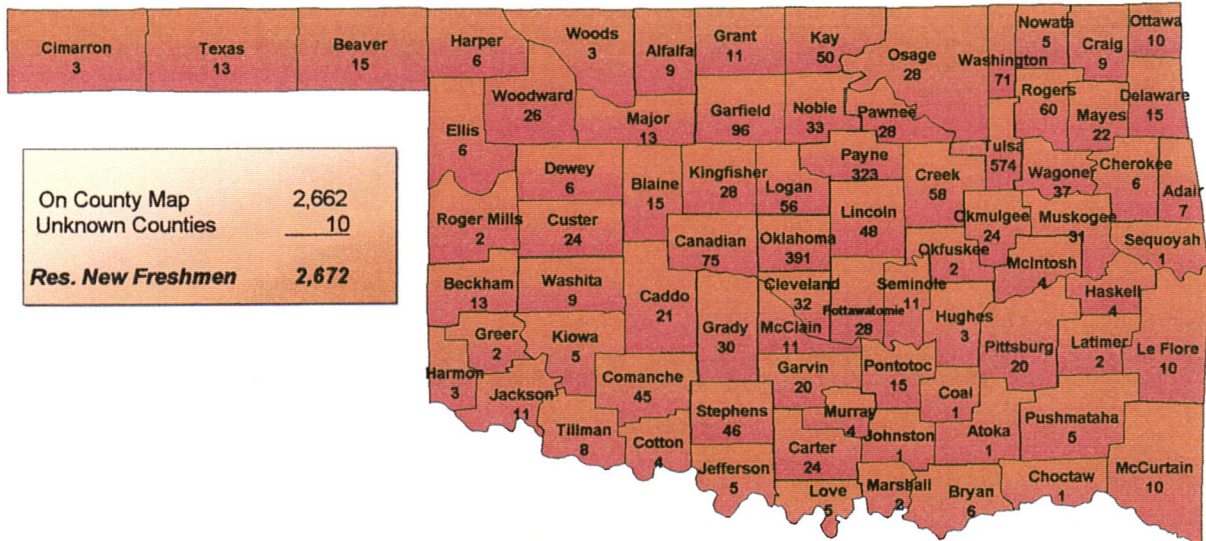 Cimarron
3
Texas
13
Beaver
15
Harper
6
Woods
3
Alfalfa
9
Grant
11
Kay
50
Osage
28
Washington
71
Nowata
5
Craig
9
Ottawa
10
Woodward
26
Ellis
6
Major
13
Garfield
96
Noble
33
Pawnee
28
Rogers
60
Mayes
22
Delaware
15
Tulsa
574
On County Map 2,662
Unknown Counties 10
Res. New Freshmen 2,672
Dewey
6
Blaine
15
Kingfisher
28
Logan
56
Payne
323
Creek
58
Wagoner
37
Cherokee
6
Adair
7
Roger Mills
2
Custer
24
Canadian
75
Oklahoma
391
Lincoln
48
Okmulgee
24
Muskogee
31
Sequoyah
1
Okfuskee
2
McIntosh
4
Beckham
13
Washita
9
Caddo
21
Grady
30
Cleveland
32
Pottawatomie
28
Seminole
11
Hughes
3
Haskell
4
McClain
11
Pittsburg
20
Latimer
2
Le Flore
10
Greer
2
Kiowa
5
Harmon
3
Jackson
11
Comanche
45
Garvin
20
Pontotoc
15
Coal
1
Stephens
46
Murray
4
Johnston
1
Atoka
1
Pushmataha
5
Tillman
8
Cotton
4
Carter
24
Jefferson
5
Love
5
Marshall
2
Bryan
6
Choctaw
1
McCurtain
10